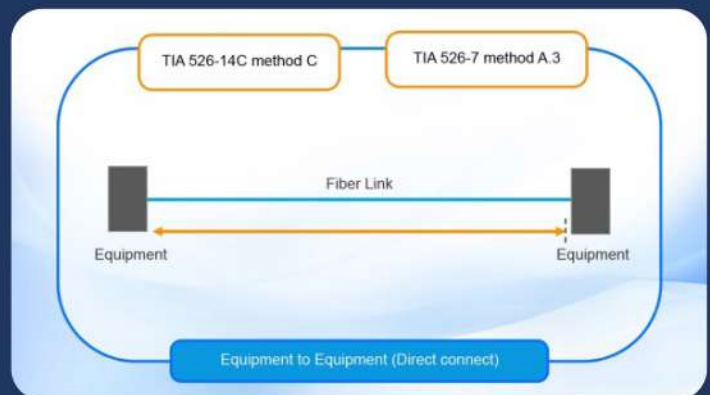 TIA 526-14C method C
TIA 526-7 method A.3
Fiber Link
Equipment
Equipment
Equipment to Equipment (Direct connect)